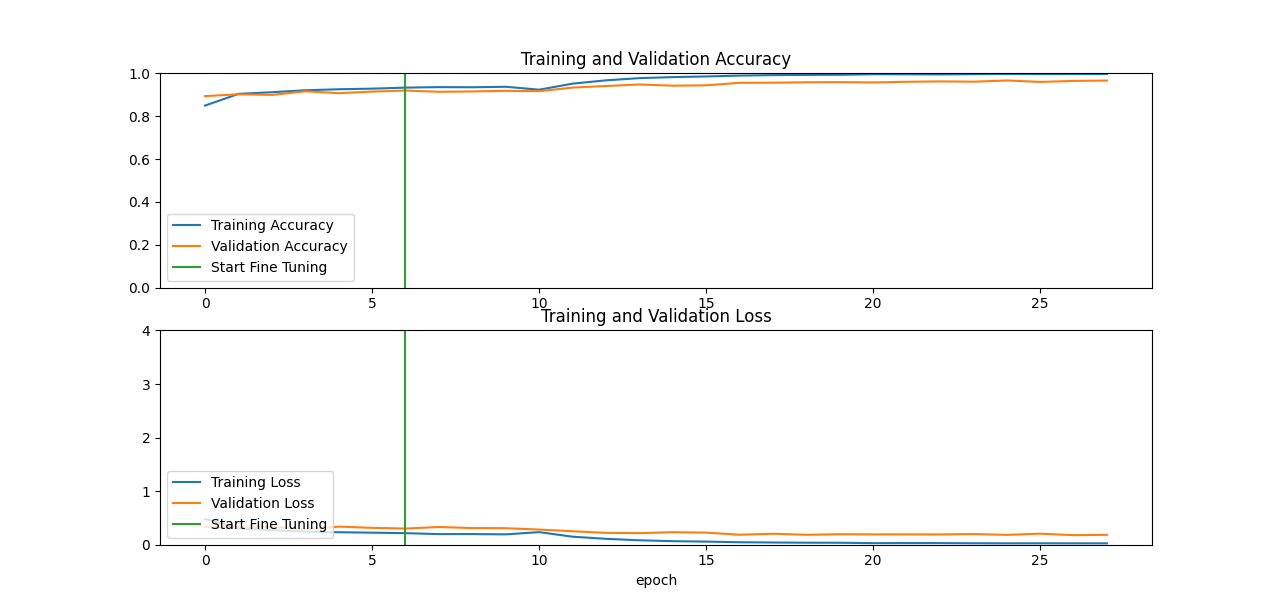 Training and Validation Accuracy
1.0
0.8
0.6
0.4
0.2
0.0
Training Accuracy
Validation Accuracy
Start Fine Tuning
0 5 10 15 20 25
Training and Validation Loss
4
3
2
1
0
Training Loss
Validation Loss
Start Fine Tuning
0 5 10 15 20 25
epoch